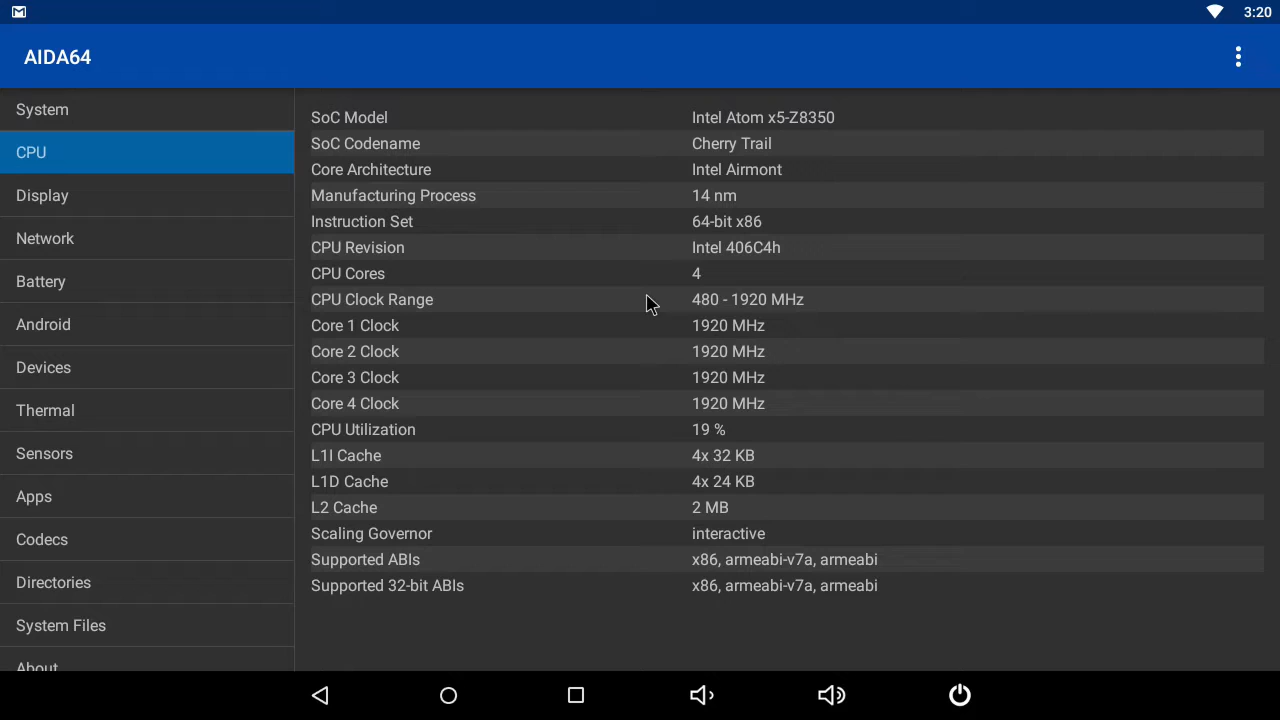 3:20
AIDA64
System
CPU
Display
Network
Battery
Android
Devices
Thermal
Sensors
Apps
Codecs
Directories
System Files
About
SoC Model Intel Atom x5-Z8350
SoC Codename Cherry Trail
Core Architecture Intel Airmont
Manufacturing Process 14 nm
Instruction Set 64-bit x86
CPU Revision Intel 406C4h
CPU Cores 4
CPU Clock Range 480 - 1920 MHz
Core 1 Clock 1920 MHz
Core 2 Clock 1920 MHz
Core 3 Clock 1920 MHz
Core 4 Clock 1920 MHz
CPU Utilization 19 %
L1I Cache 4x 32 KB
L1D Cache 4x 24 KB
L2 Cache 2 MB
Scaling Governor interactive
Supported ABIs x86, armeabi-v7a, armeabi
Supported 32-bit ABIs x86, armeabi-v7a, armeabi